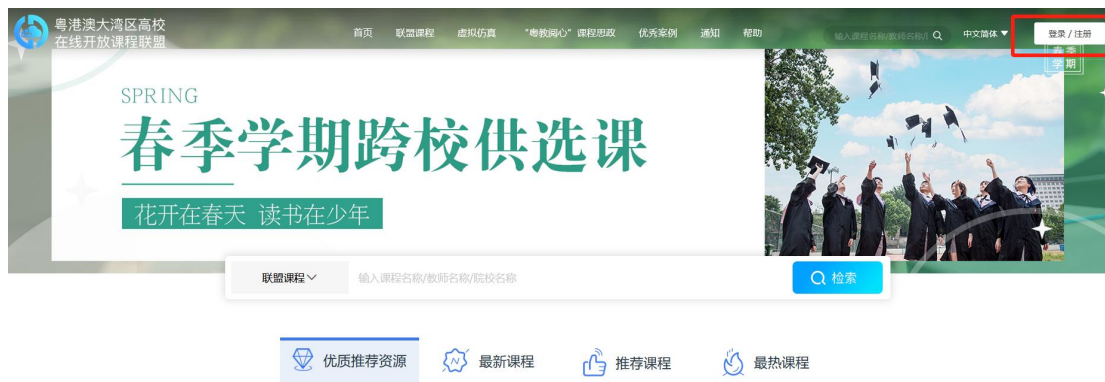 粤港澳大湾区高校
在线开放课程联盟
首页 联盟课程 虚拟仿真 “粤教阅心”课程思政 优秀案例 通知 帮助 输入课程名称/教师名称/ 中文简体 登录 / 注册
春季
学期
SPRING
春季学期跨校供选课
花开在春天 读书在少年
联盟课程 输入课程名称/教师名称/院校名称 检索
优质推荐资源 最新课程 推荐课程 最热课程